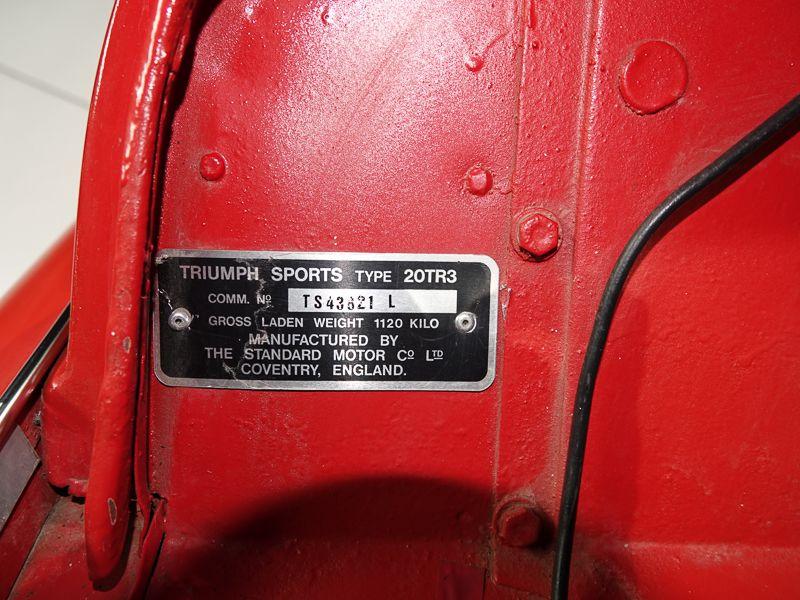 TRIUMPH SPORTS TYPE 20TR3
COMM. Nº TS43621 L
GROSS LADEN WEIGHT 1120 KILO
MANUFACTURED BY
THE STANDARD MOTOR Cº LTD
COVENTRY, ENGLAND.